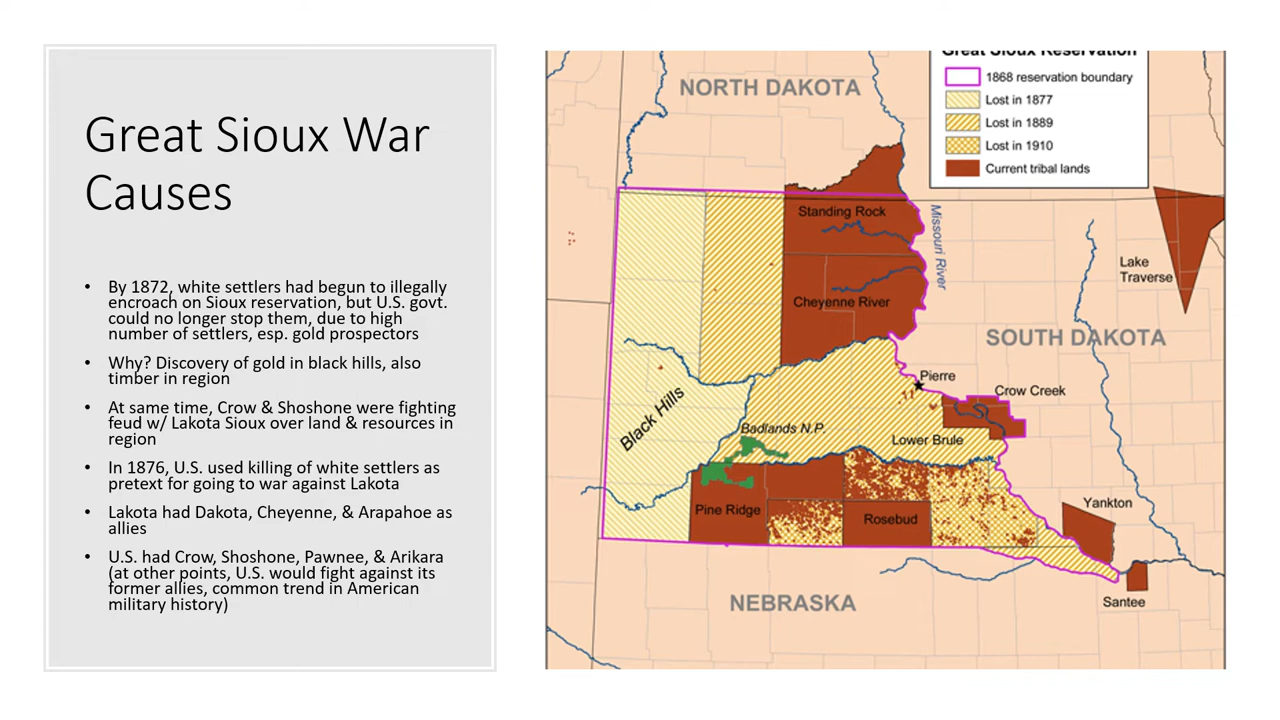 Great Sioux War
Causes
• By 1872, white settlers had begun to illegally
encroach on Sioux reservation, but U.S. govt.
could no longer stop them, due to high
number of settlers, esp. gold prospectors
• Why? Discovery of gold in black hills, also
timber in region
• At same time, Crow & Shoshone were fighting
feud w/ Lakota Sioux over land & resources in
region
• In 1876, U.S. used killing of white settlers as
pretext for going to war against Lakota
• Lakota had Dakota, Cheyenne, & Arapahoe as
allies
• U.S. had Crow, Shoshone, Pawnee, & Arikara
(at other points, U.S. would fight against its
former allies, common trend in American
military history)
Great Sioux Reservation
1868 reservation boundary
Lost in 1877
Lost in 1889
Lost in 1910
Current tribal lands
NORTH DAKOTA
Standing Rock
Missouri River
Lake
Traverse
Cheyenne River
SOUTH DAKOTA
Pierre
Crow Creek
Black Hills
Badlands N.P.
Lower Brule
Pine Ridge
Rosebud
Yankton
NEBRASKA
Santee